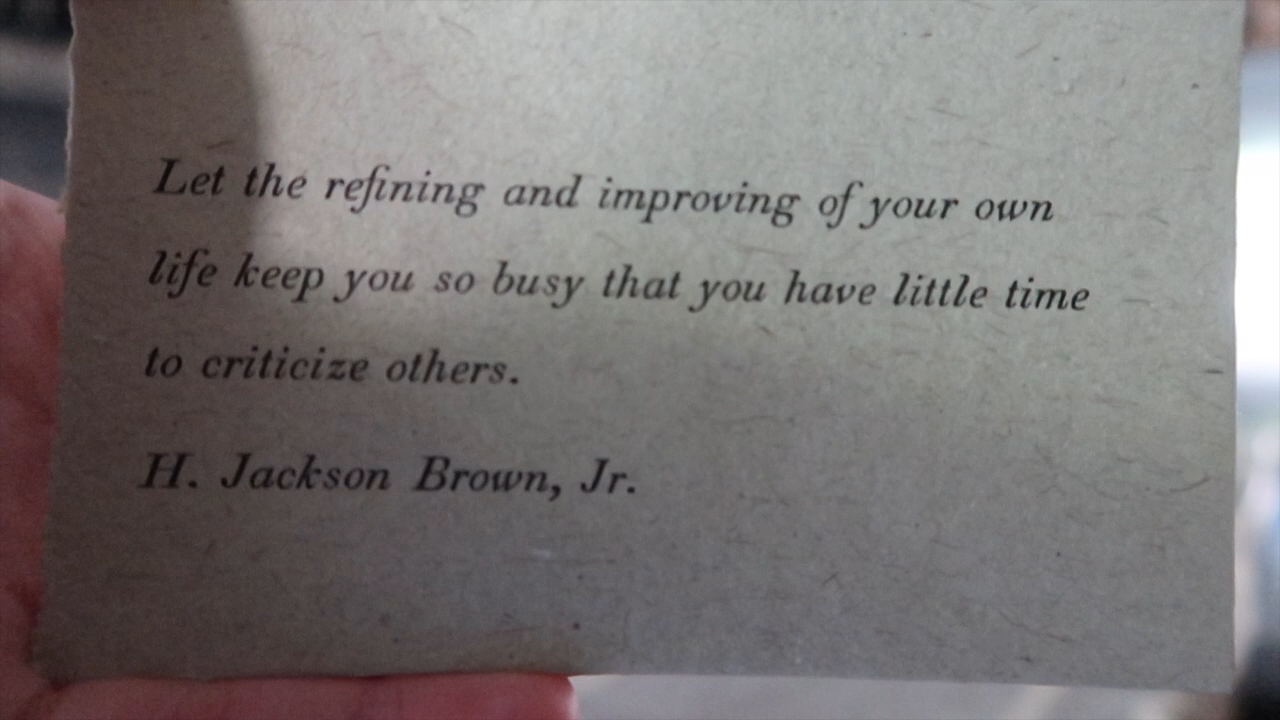 Let the refining and improving of your own
life keep you so busy that you have little time
to criticize others.
H. Jackson Brown, Jr.